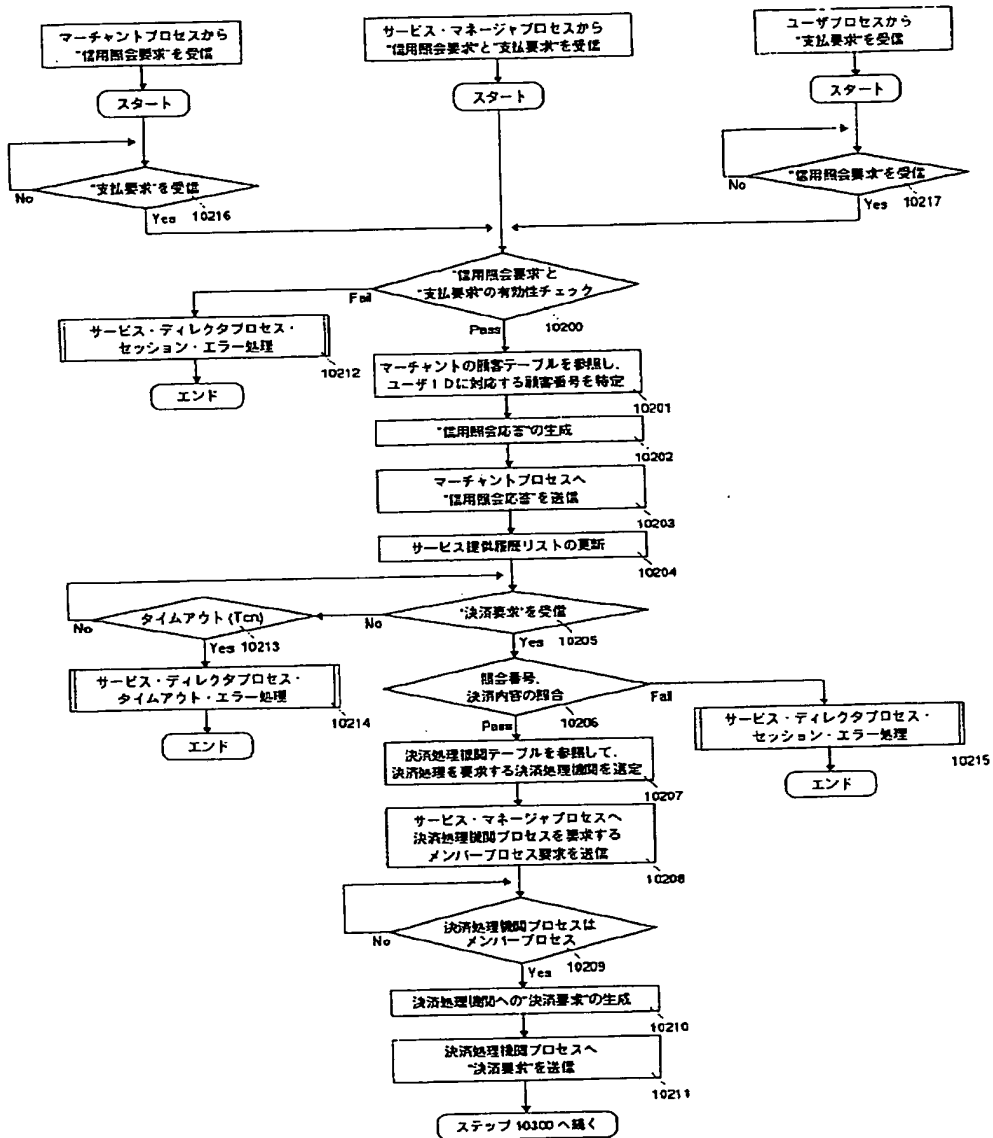 マーチャントプロセスから
"信用照会要求"を受信
サービス・マネージャプロセスから
"信用照会要求"と"支払要求"を受信
ユーザプロセスから
"支払要求"を受信
スタート
スタート
スタート
"支払要求"を受信
No
Yes
10216
"信用照会要求"を受信
No
Yes
10217
"信用照会要求"と
"支払要求"の有効性チェック
Fail
Pass
10200
サービス・ディレクタプロセス・
セッション・エラー処理
10212
エンド
マーチャントの顧客テーブルを参照し、
ユーザIDに対応する顧客番号を特定
10201
"信用照会応答"の生成
10202
マーチャントプロセスへ
"信用照会応答"を送信
10203
サービス提供履歴リストの更新
10204
"決済要求"を受信
No
Yes
10205
タイムアウト(Tcn)
No
Yes
10213
サービス・ディレクタプロセス・
タイムアウト・エラー処理
10214
エンド
照会番号、
決済内容の照合
Fail
Pass
10206
サービス・ディレクタプロセス・
セッション・エラー処理
10215
エンド
決済処理機関テーブルを参照して、
決済処理を要求する決済処理機関を選定
10207
サービス・マネージャプロセスへ
決済処理機関プロセスを要求する
メンバープロセス要求を送信
10208
決済処理機関プロセスは
メンバープロセス
No
Yes
10209
決済処理機関への"決済要求"の生成
10210
決済処理機関プロセスへ
"決済要求"を送信
10211
ステップ 10300 へ続く